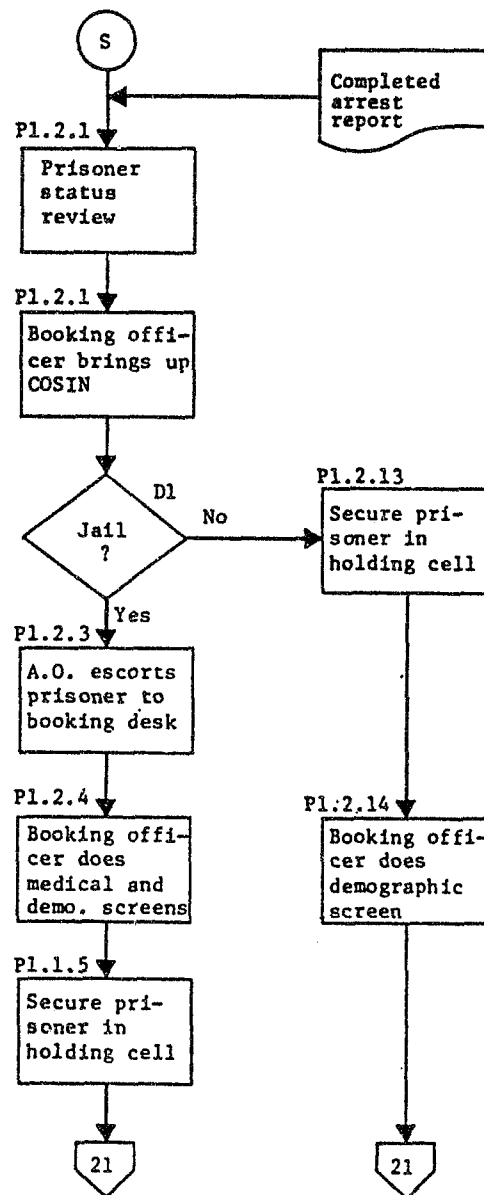 S
Completed
arrest
report
P1.2.1
Prisoner
status
review
P1.2.1
Booking offi-
cer brings up
COSIN
D1
Jail
?
No
Yes
P1.2.13
Secure pri-
soner in
holding cell
P1.2.3
A.O. escorts
prisoner to
booking desk
P1.2.4
Booking offi-
cer does
medical and
demo. screens
P1.2.14
Booking offi-
cer does
demographic
screen
P1.1.5
Secure pri-
soner in
holding cell
21
21